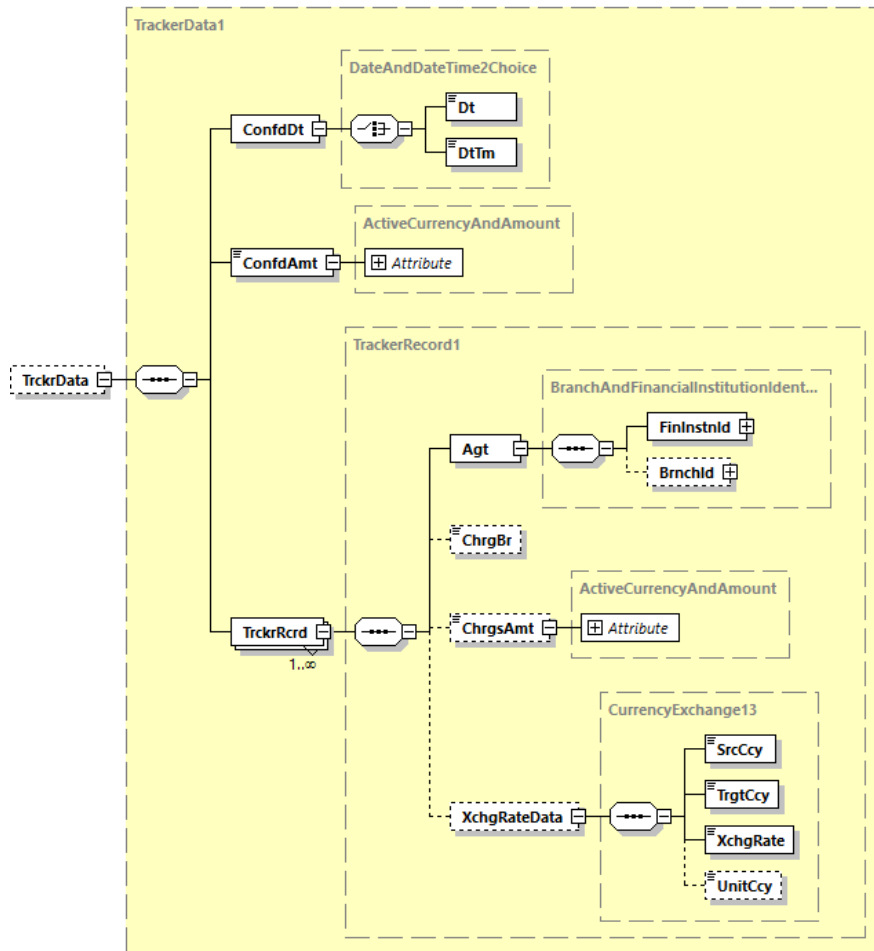 TrackerData1
DateAndDateTime2Choice
Dt
ConfdDt
DtTm
ActiveCurrencyAndAmount
ConfdAmt
Attribute
TrackerRecord1
TrckrData
BranchAndFinancialInstitutionIdent...
FinInstnId
Agt
BrnchId
ChrgBr
ActiveCurrencyAndAmount
TrckrRcrd
ChrgsAmt
Attribute
1..∞
CurrencyExchange13
SrcCcy
TrgtCcy
XchgRateData
XchgRate
UnitCcy